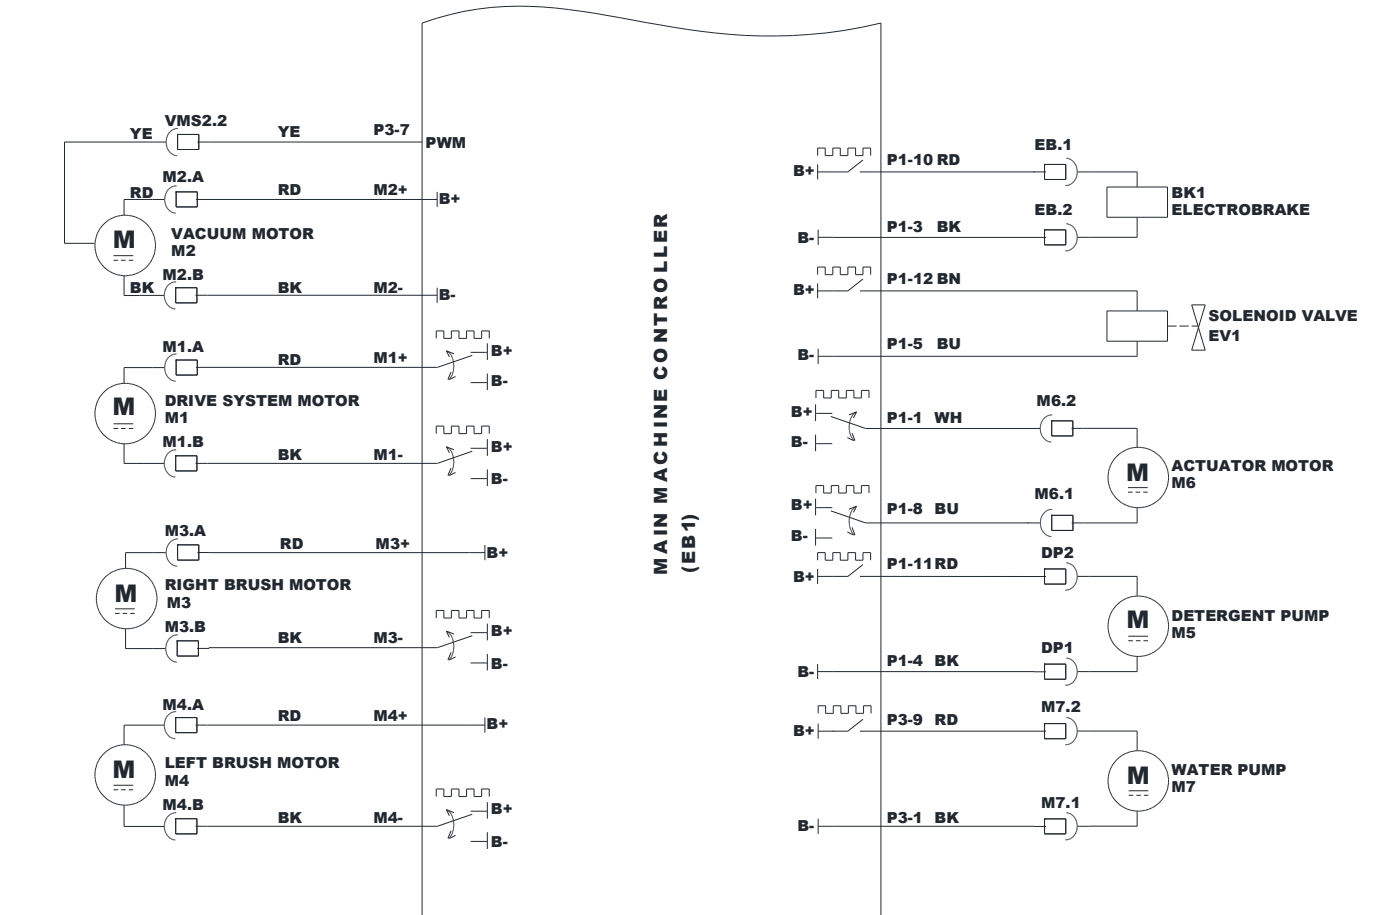 VMS2.2
YE
YE
P3-7
PWM
M2.A
RD
RD
M2+
B+
M
VACUUM MOTOR
M2
M2.B
BK
BK
M2-
B-
M1.A
RD
M1+
B+
B-
M
DRIVE SYSTEM MOTOR
M1
M1.B
BK
M1-
B+
B-
M3.A
RD
M3+
B+
M
RIGHT BRUSH MOTOR
M3
M3.B
BK
M3-
B+
B-
M4.A
RD
M4+
B+
M
LEFT BRUSH MOTOR
M4
M4.B
BK
M4-
B+
B-
MAIN MACHINE CONTROLLER
(EB1)
B+
P1-10 RD
EB.1
BK1
ELECTROBRAKE
EB.2
B-
P1-3 BK
B+
P1-12 BN
SOLENOID VALVE
EV1
B-
P1-5 BU
B+
B-
P1-1 WH
M6.2
M
ACTUATOR MOTOR
M6
B+
B-
P1-8 BU
M6.1
B+
P1-11 RD
DP2
M
DETERGENT PUMP
M5
B-
P1-4 BK
DP1
B+
P3-9 RD
M7.2
M
WATER PUMP
M7
B-
P3-1 BK
M7.1